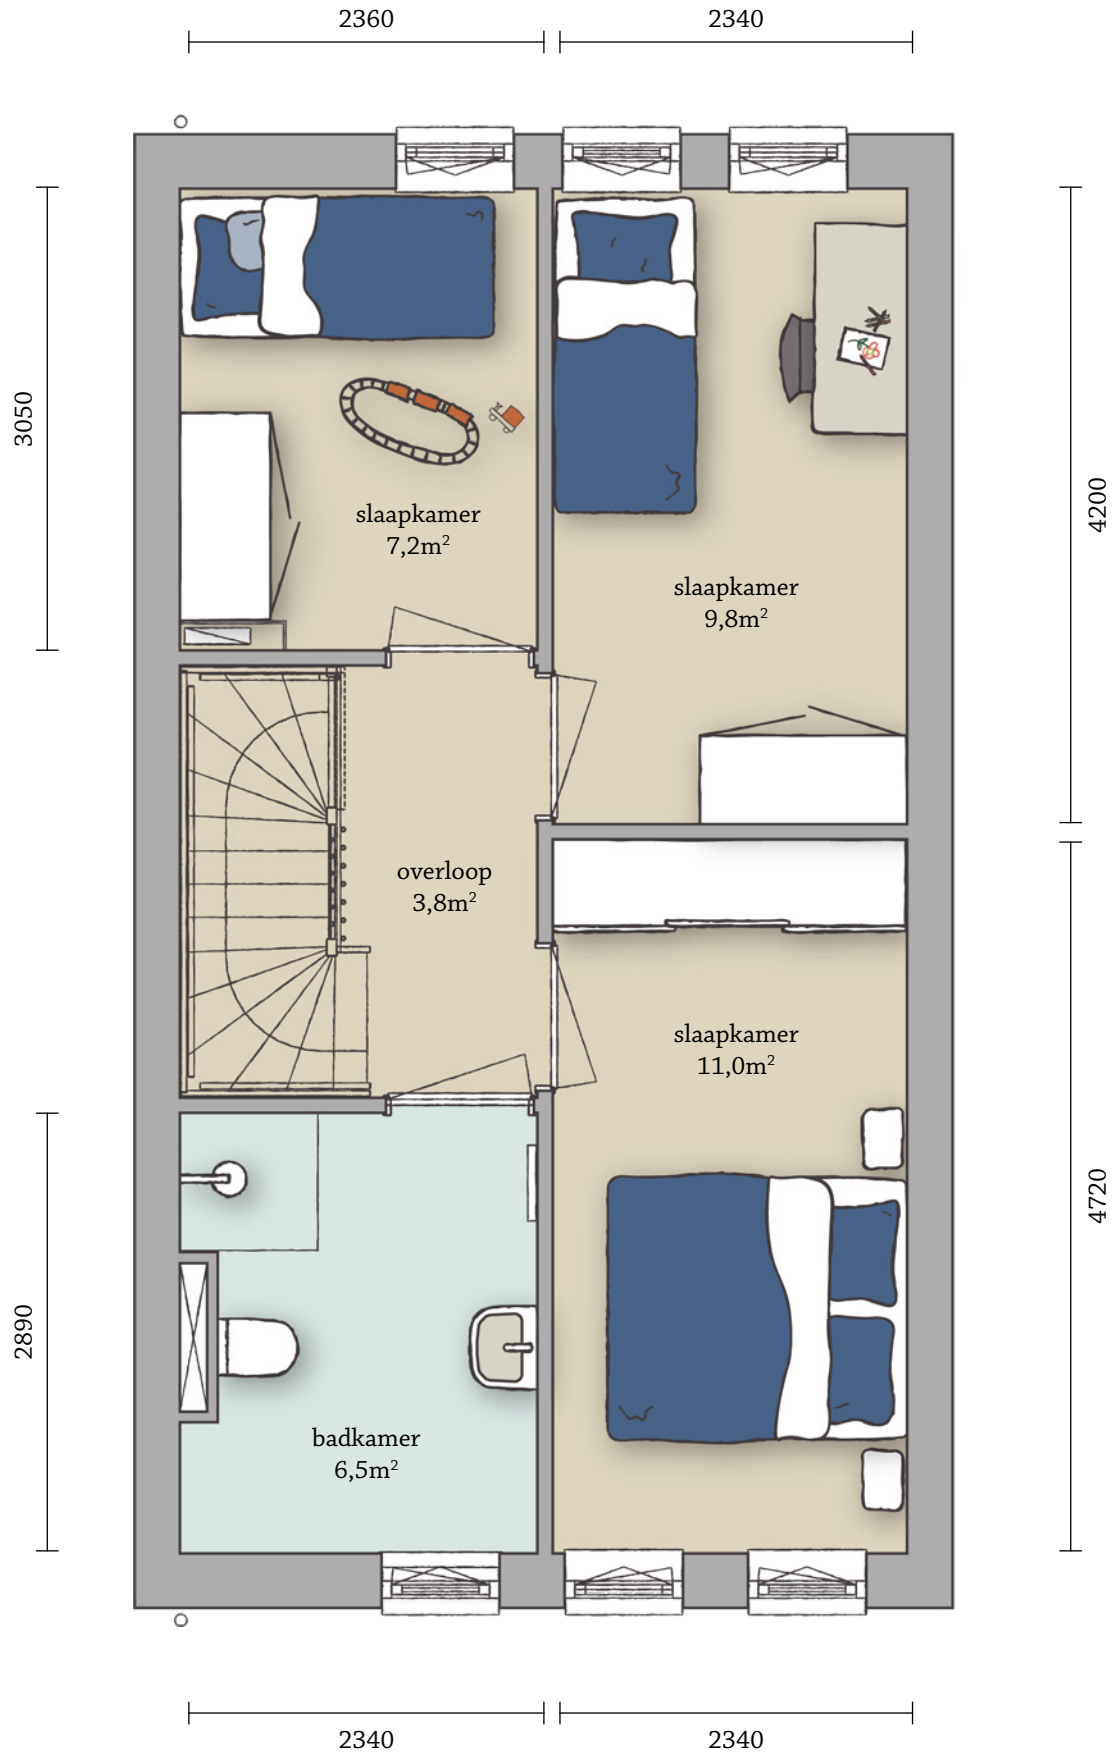 2360
2340
3050
4200
slaapkamer
7,2m²
slaapkamer
9,8m²
overloop
3,8m²
slaapkamer
11,0m²
2890
4720
badkamer
6,5m²
2340
2340